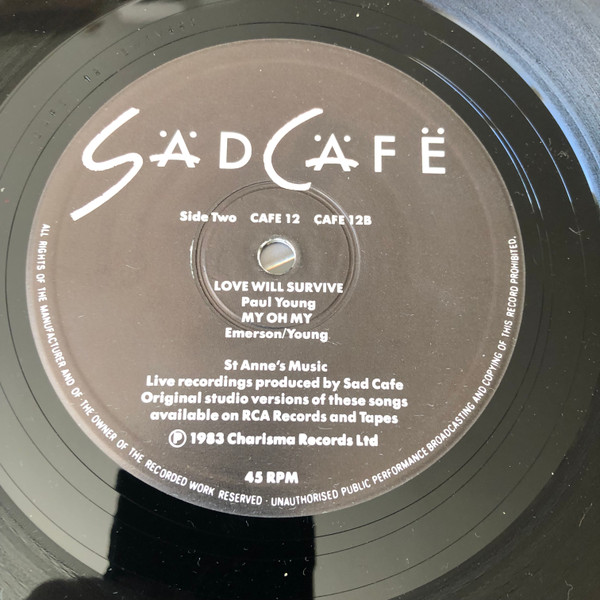 SÄD CÄFË
Side Two CAFE 12 CAFE 12B
LOVE WILL SURVIVE
Paul Young
MY OH MY
Emerson/Young
St Anne's Music
Live recordings produced by Sad Cafe
Original studio versions of these songs
available on RCA Records and Tapes
Ⓟ 1983 Charisma Records Ltd
45 RPM
ALL RIGHTS OF THE MANUFACTURER AND OF THE OWNER OF THE RECORDED WORK RESERVED · UNAUTHORISED PUBLIC PERFORMANCE BROADCASTING AND COPYING OF THIS RECORD PROHIBITED.